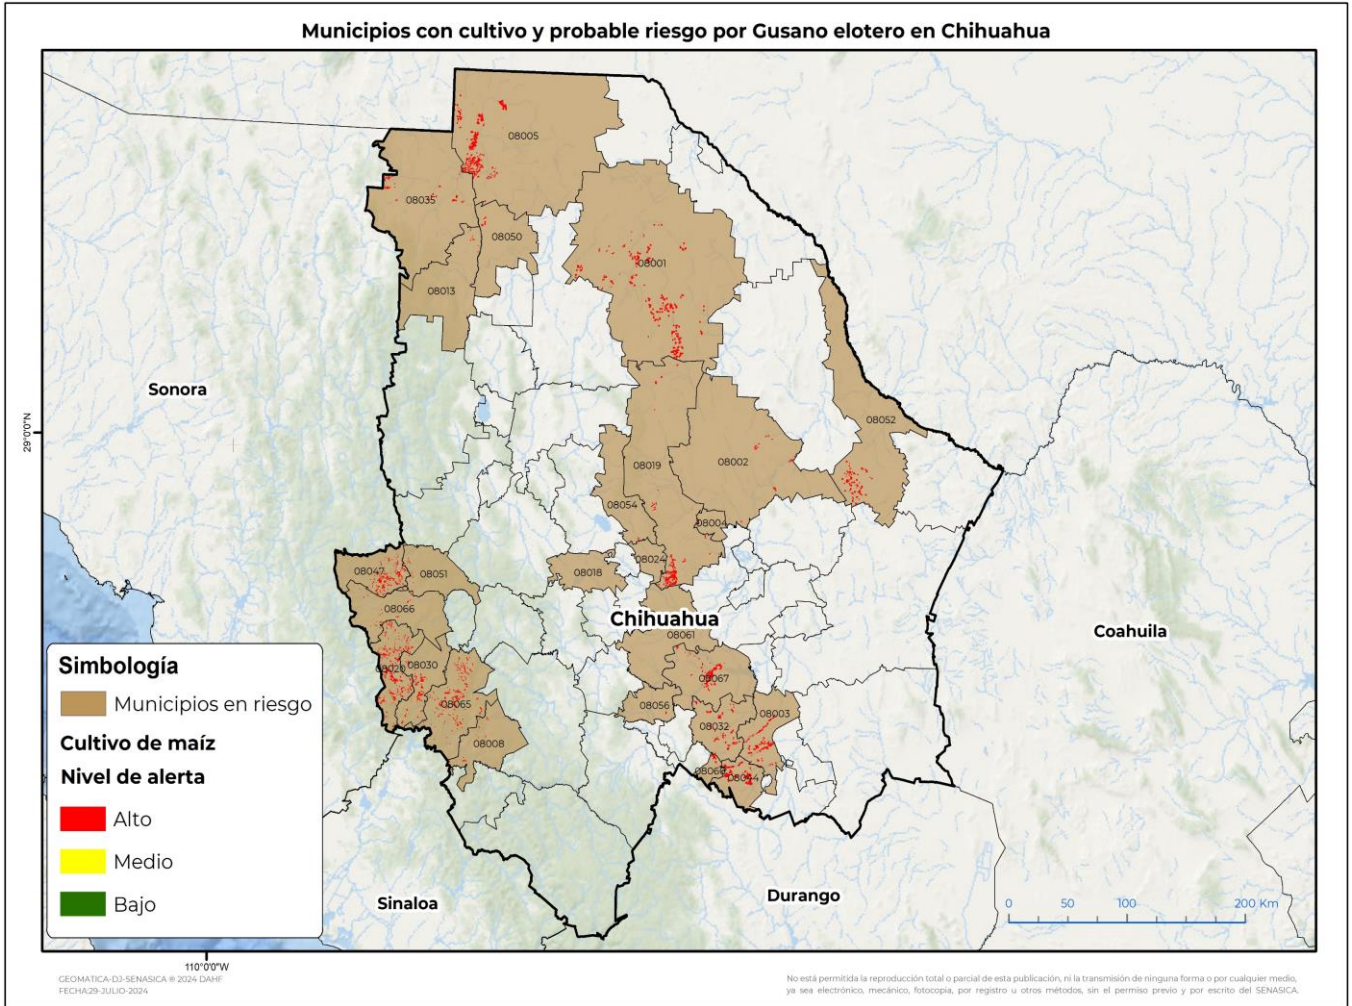 Municipios con cultivo y probable riesgo por Gusano elotero en Chihuahua
08005
08035
08050
08001
08013
Sonora
29°0'0"N
08052
08019
08002
08054
08004
08024
08047
08051
08018
08066
Chihuahua
08061
Coahuila
08020
08030
08067
08065
08056
08003
08032
08008
08044
Simbología
Municipios en riesgo
Cultivo de maíz
Nivel de alerta
Alto
Medio
Bajo
Sinaloa
Durango
0 50 100 200 Km
110°0'0"W
GEOMATICA-DJ-SENASICA ® 2024 DAHF
FECHA:29-JULIO-2024
No está permitida la reproducción total o parcial de esta publicación, ni la transmisión de ninguna forma o por cualquier medio,
ya sea electrónico, mecánico, fotocopia, por registro u otros métodos, sin el permiso previo y por escrito del SENASICA.